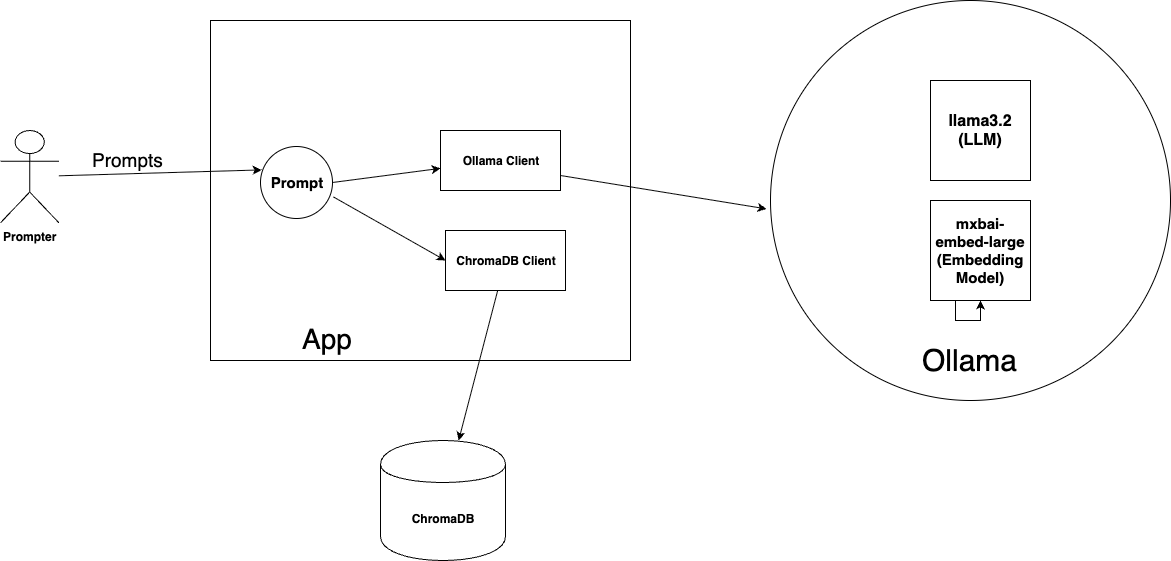 Prompter
Prompts
Prompt
Ollama Client
ChromaDB Client
App
ChromaDB
llama3.2
(LLM)
mxbai-
embed-large
(Embedding
Model)
Ollama